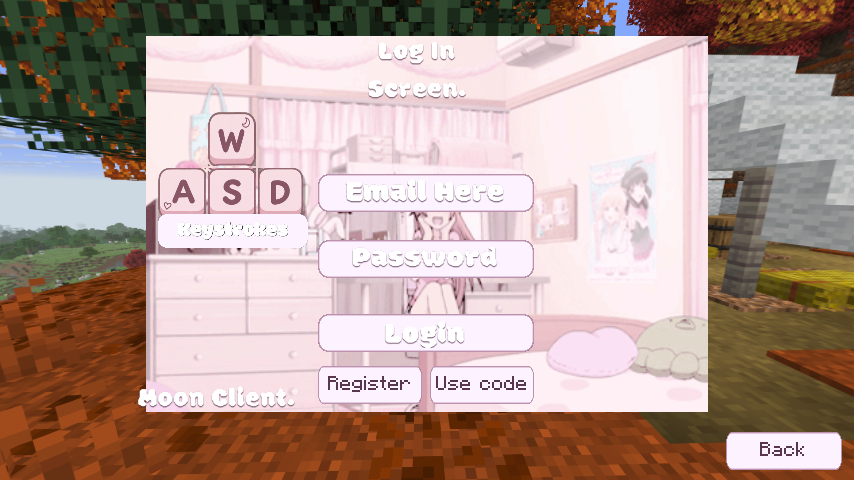 Log In
Screen.
W
A S D
Keystrokes
Email Here
Password
Login
Register
Use code
Moon Client.
Back